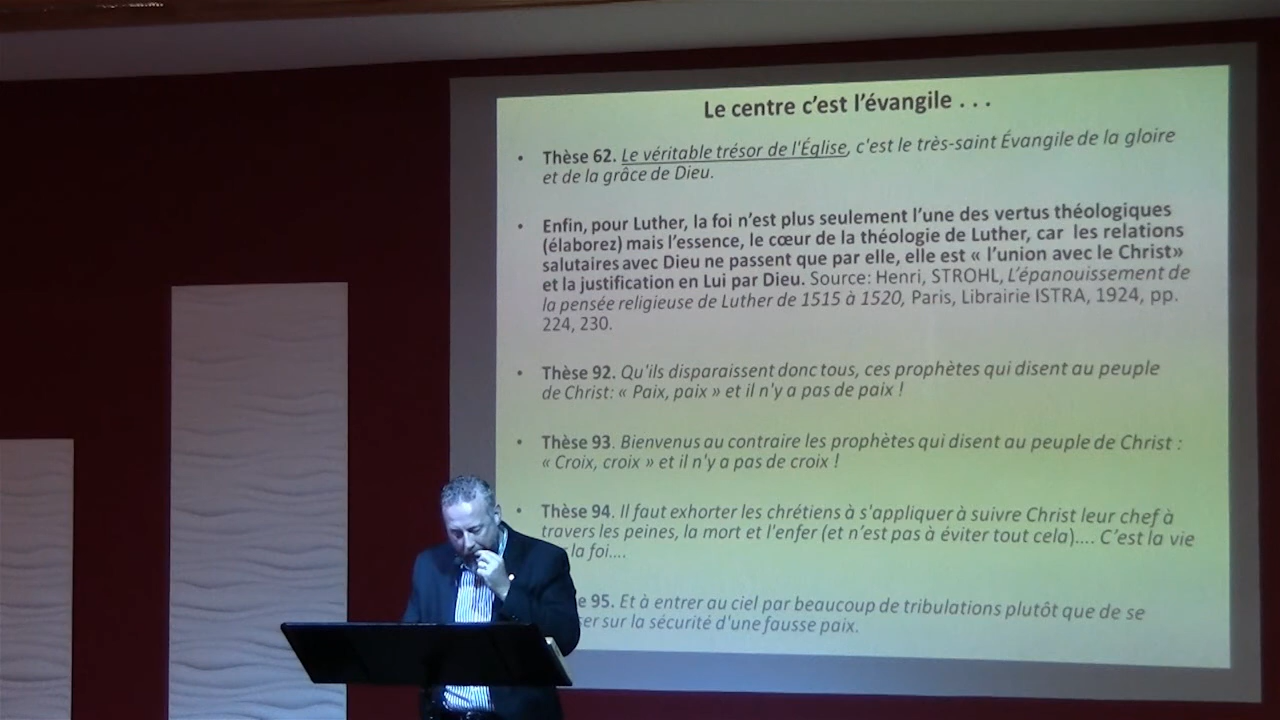 Le centre c'est l'évangile . . .
• Thèse 62. Le véritable trésor de l'Église, c'est le très-saint Évangile de la gloire
et de la grâce de Dieu.
• Enfin, pour Luther, la foi n'est plus seulement l'une des vertus théologiques
(élaborez) mais l'essence, le cœur de la théologie de Luther, car les relations
salutaires avec Dieu ne passent que par elle, elle est « l'union avec le Christ»
et la justification en Lui par Dieu. Source: Henri, STROHL, L'épanouissement de
la pensée religieuse de Luther de 1515 à 1520, Paris, Librairie ISTRA, 1924, pp.
224, 230.
• Thèse 92. Qu'ils disparaissent donc tous, ces prophètes qui disent au peuple
de Christ: « Paix, paix » et il n'y a pas de paix !
• Thèse 93. Bienvenus au contraire les prophètes qui disent au peuple de Christ :
« Croix, croix » et il n'y a pas de croix !
• Thèse 94. Il faut exhorter les chrétiens à s'appliquer à suivre Christ leur chef à
travers les peines, la mort et l'enfer (et n'est pas à éviter tout cela).... C'est la vie
la foi....
95. Et à entrer au ciel par beaucoup de tribulations plutôt que de se
sur la sécurité d'une fausse paix.